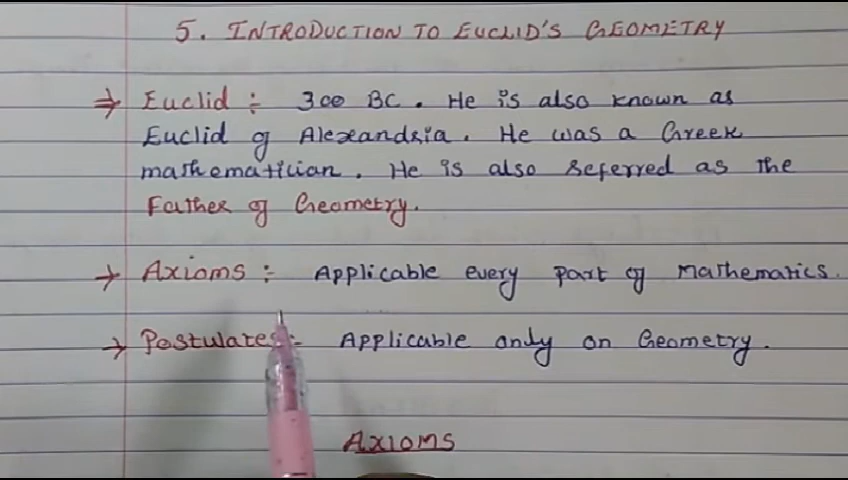 5. INTRODUCTION TO EUCLID'S GEOMETRY
⇒ Euclid :- 300 BC. He is also known as
Euclid of Alexandria. He was a Greek
mathematician. He is also referred as the
Father of Geometry.
→ Axioms :- Applicable every part of Mathematics.
→ Postulates :- Applicable only on Geometry.
AXIOMS